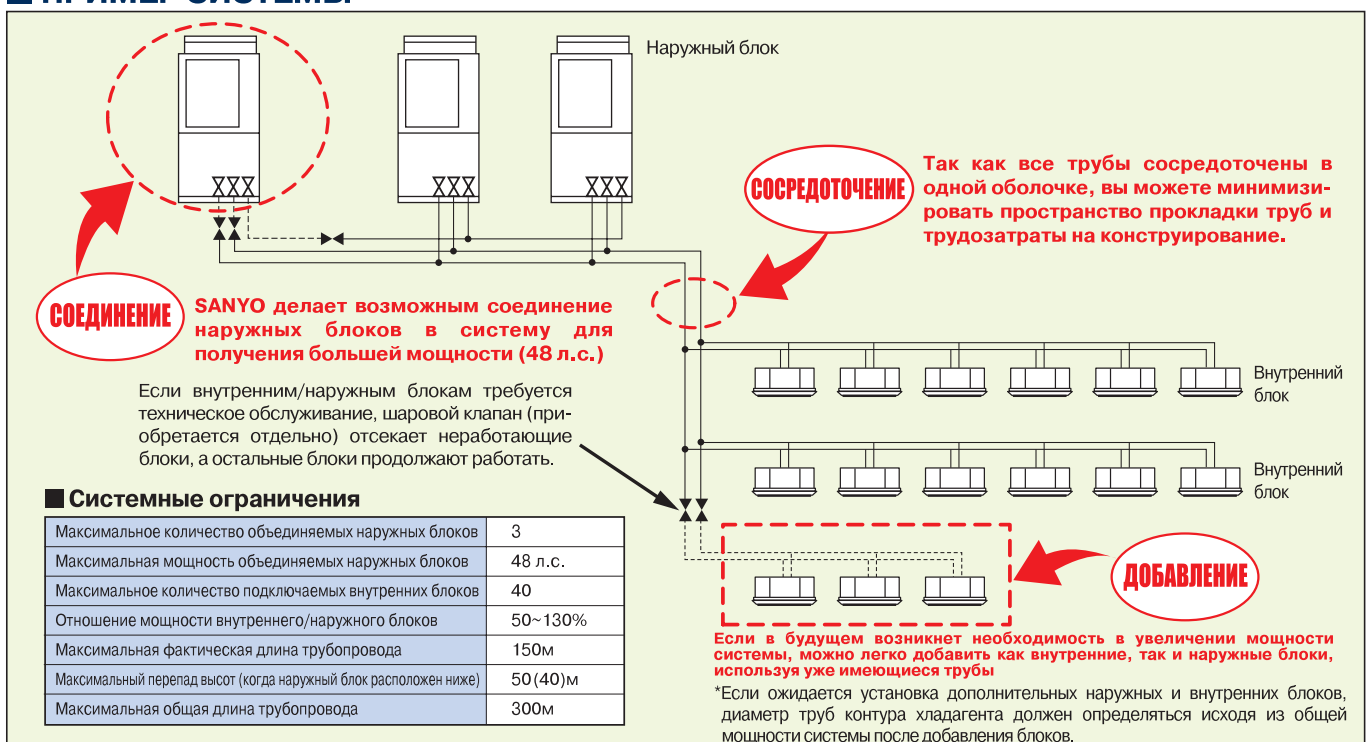 ■ ПРИМЕР СИСТЕМЫ
Наружный блок
СОСРЕДОТОЧЕНИЕ
Так как все трубы сосредоточены в
одной оболочке, вы можете минимизи-
ровать пространство прокладки труб и
трудозатраты на конструирование.
СОЕДИНЕНИЕ
SANYO делает возможным соединение
наружных блоков в систему для
получения большей мощности (48 л.с.)
Если внутренним/наружным блокам требуется
техническое обслуживание, шаровой клапан (при-
обретается отдельно) отсекает неработающие
блоки, а остальные блоки продолжают работать.
Внутренний
блок
Внутренний
блок
■ Системные ограничения
Максимальное количество объединяемых наружных блоков 3
Максимальная мощность объединяемых наружных блоков 48 л.с.
Максимальное количество подключаемых внутренних блоков 40
Отношение мощности внутреннего/наружного блоков 50~130%
Максимальная фактическая длина трубопровода 150м
Максимальный перепад высот (когда наружный блок расположен ниже) 50(40)м
Максимальная общая длина трубопровода 300м
ДОБАВЛЕНИЕ
Если в будущем возникнет необходимость в увеличении мощности
системы, можно легко добавить как внутренние, так и наружные блоки,
используя уже имеющиеся трубы
*Если ожидается установка дополнительных наружных и внутренних блоков,
диаметр труб контура хладагента должен определяться исходя из общей
мощности системы после добавления блоков.